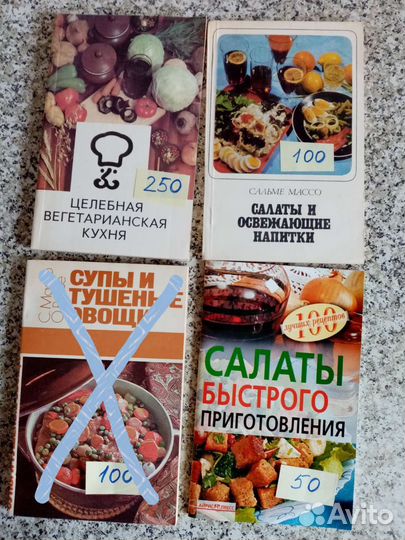 250
ЦЕЛЕБНАЯ
ВЕГЕТАРИАНСКАЯ
КУХНЯ
100
САЛЬМЕ МАССО
САЛАТЫ И
ОСВЕЖАЮЩИЕ
НАПИТКИ
СУПЫ И
ТУШЕНЫЕ
ОВОЩИ
100
100
лучших рецептов
САЛАТЫ
БЫСТРОГО
ПРИГОТОВЛЕНИЯ
50
Avito